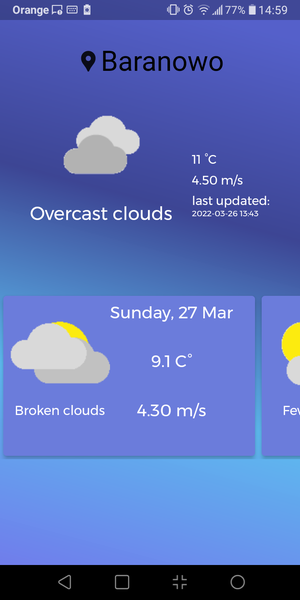 Orange 77% 14:59
Baranowo
11 °C
4.50 m/s
last updated:
2022-03-26 13:43
Overcast clouds
Sunday, 27 Mar
9.1 C°
Broken clouds
4.30 m/s